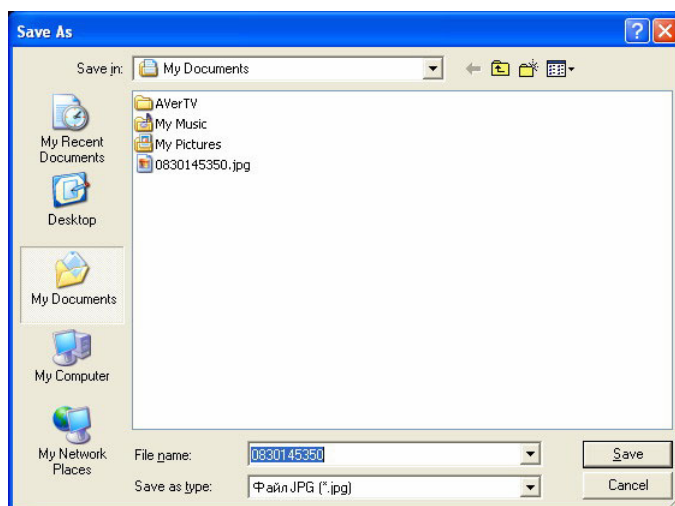 Save As
Save in:
My Documents
My Recent
Documents
Desktop
My Documents
My Computer
My Network
Places
AVerTV
My Music
My Pictures
0830145350.jpg
File name:
0830145350
Save
Save as type:
Файл JPG (*.jpg)
Cancel